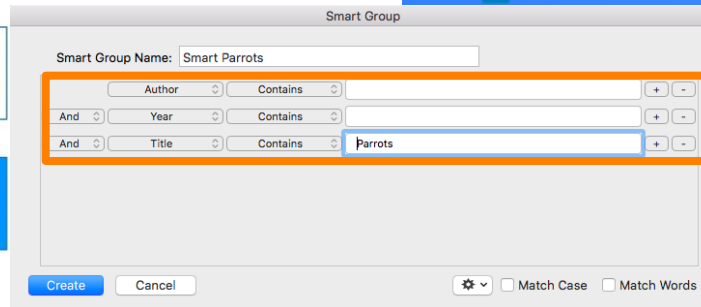 Smart Group
Smart Group Name: Smart Parrots
Author Contains + -
And Year Contains + -
And Title Contains Parrots + -
Create Cancel Match Case Match Words